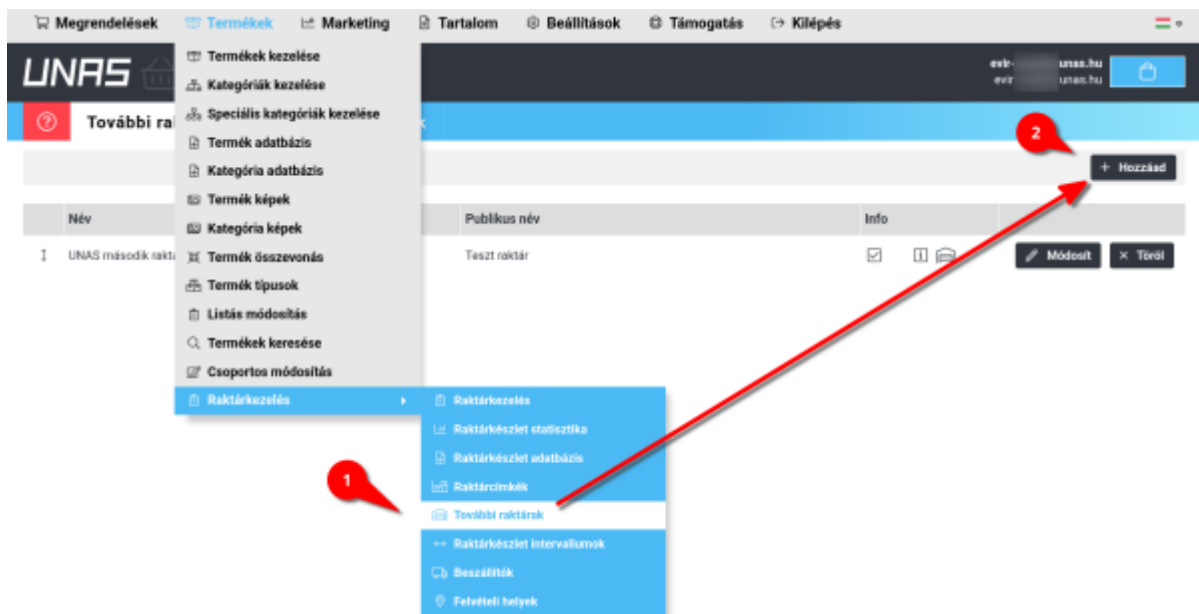 Megrendelések Termékek Marketing Tartalom Beállítások Támogatás Kilépés
UNAS
evir- unas.hu
evir unas.hu
További ra
2
+ Hozzáad
Név Publikus név Info
UNAS második rakta Teszt raktár Módosít Töröl
Termékek kezelése
Kategóriák kezelése
Speciális kategóriák kezelése
Termék adatbázis
Kategória adatbázis
Termék képek
Kategória képek
Termék összevonás
Termék típusok
Listás módosítás
Termékek keresése
Csoportos módosítás
Raktárkezelés
Raktárkezelés
Raktárkészlet statisztika
Raktárkészlet adatbázis
1
Raktárcímkék
További raktárak
Raktárkészlet intervallumok
Beszállítók
Felvételi helyek